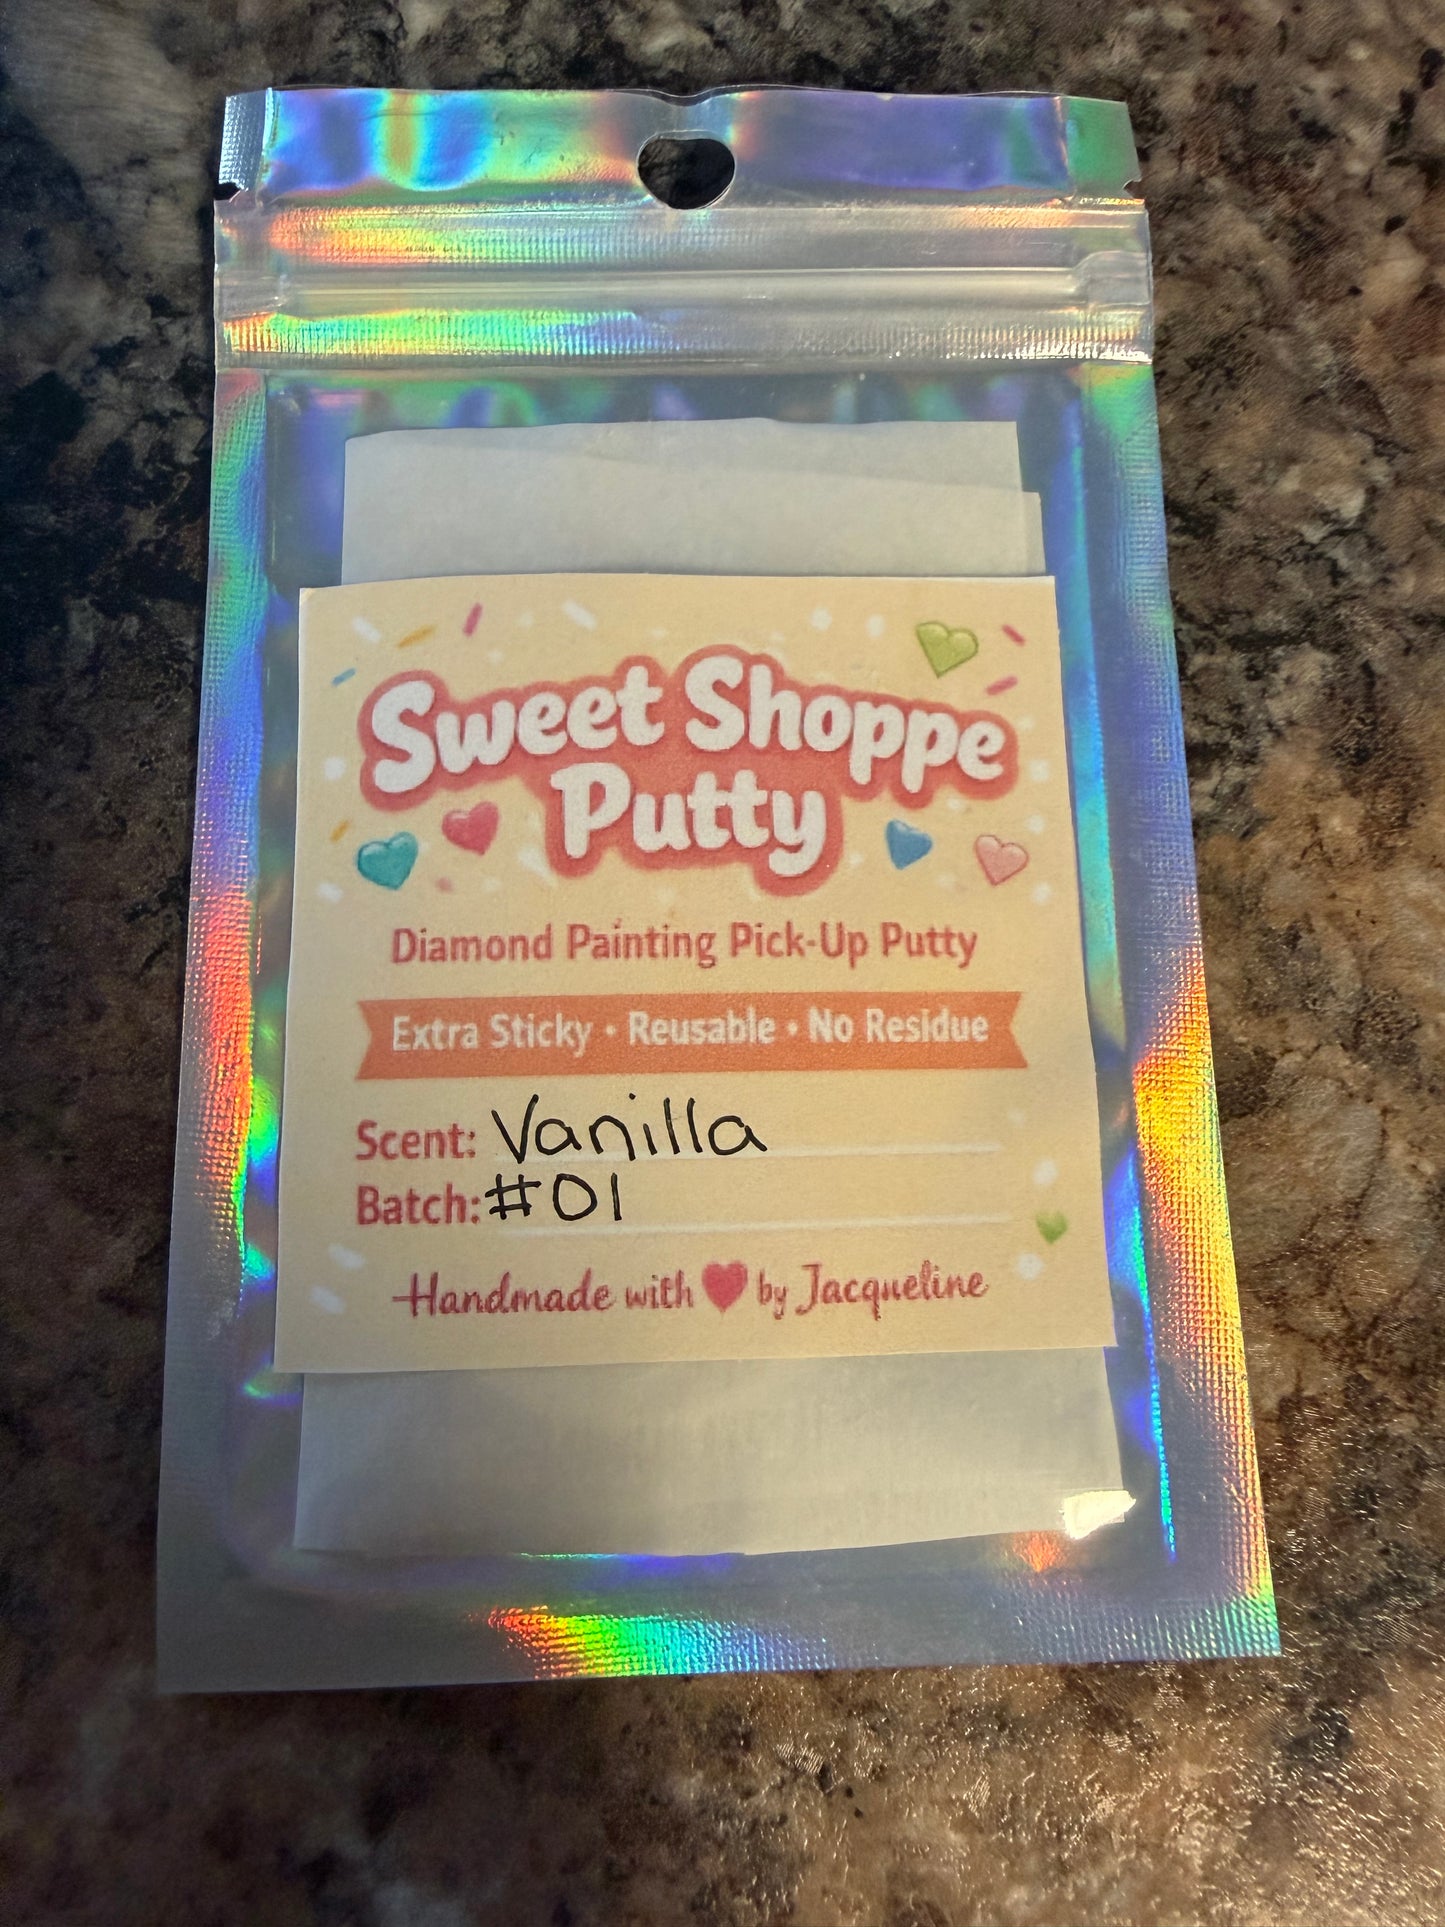 Sweet Shoppe
Putty
Diamond Painting Pick-Up Putty
Extra Sticky • Reusable • No Residue
Scent: Vanilla
Batch: #01
Handmade with ♥ by Jacqueline